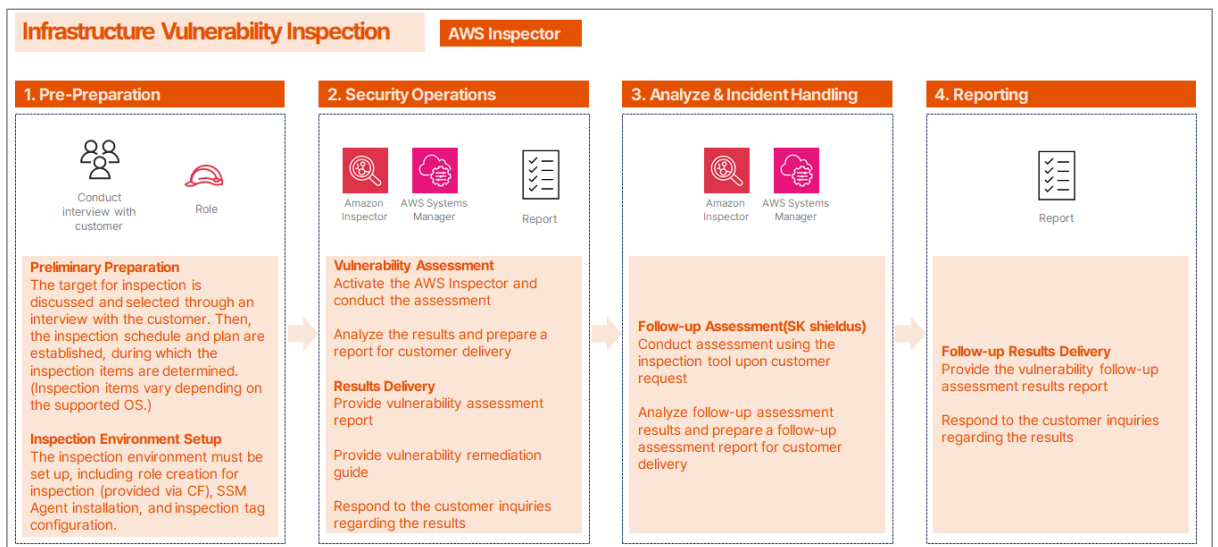 Infrastructure Vulnerability Inspection
AWS Inspector
1. Pre-Preparation
Conduct
interview with
customer
Role
Preliminary Preparation
The target for inspection is
discussed and selected through an
interview with the customer. Then,
the inspection schedule and plan are
established, during which the
inspection items are determined.
(Inspection items vary depending on
the supported OS.)
Inspection Environment Setup
The inspection environment must be
set up, including role creation for
inspection (provided via CF), SSM
Agent installation, and inspection tag
configuration.
2. Security Operations
Amazon
Inspector
AWS Systems
Manager
Report
Vulnerability Assessment
Activate the AWS Inspector and
conduct the assessment
Analyze the results and prepare a
report for customer delivery
Results Delivery
Provide vulnerability assessment
report
Provide vulnerability remediation
guide
Respond to the customer inquiries
regarding the results
3. Analyze & Incident Handling
Amazon
Inspector
AWS Systems
Manager
Follow-up Assessment(SK shieldus)
Conduct assessment using the
inspection tool upon customer
request
Analyze follow-up assessment
results and prepare a follow-up
assessment report for customer
delivery
4. Reporting
Report
Follow-up Results Delivery
Provide the vulnerability follow-up
assessment results report
Respond to the customer inquiries
regarding the results